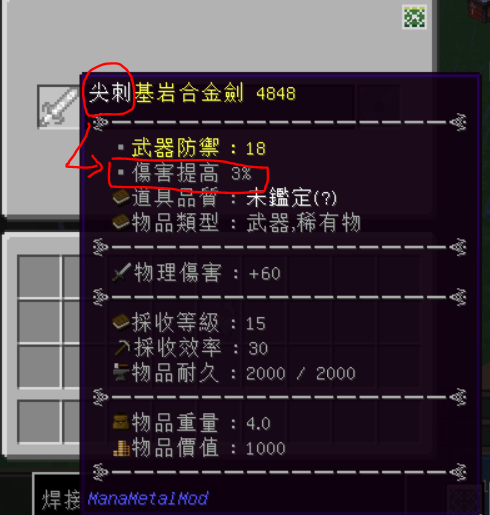 尖刺基岩合金劍 4848
武器防禦：18
傷害提高 3%
道具品質：未鑑定(?)
物品類型：武器,稀有物
物理傷害：+60
採收等級：15
採收效率：30
物品耐久：2000 / 2000
物品重量：4.0
物品價值：1000
焊接
ManaMetalMod